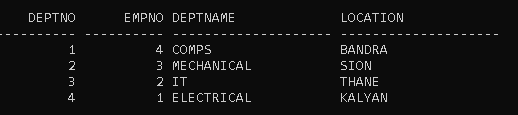 DEPTNO EMPNO DEPTNAME LOCATION
---------- ---------- -------------------- --------------------
1 4 COMPS BANDRA
2 3 MECHANICAL SION
3 2 IT THANE
4 1 ELECTRICAL KALYAN